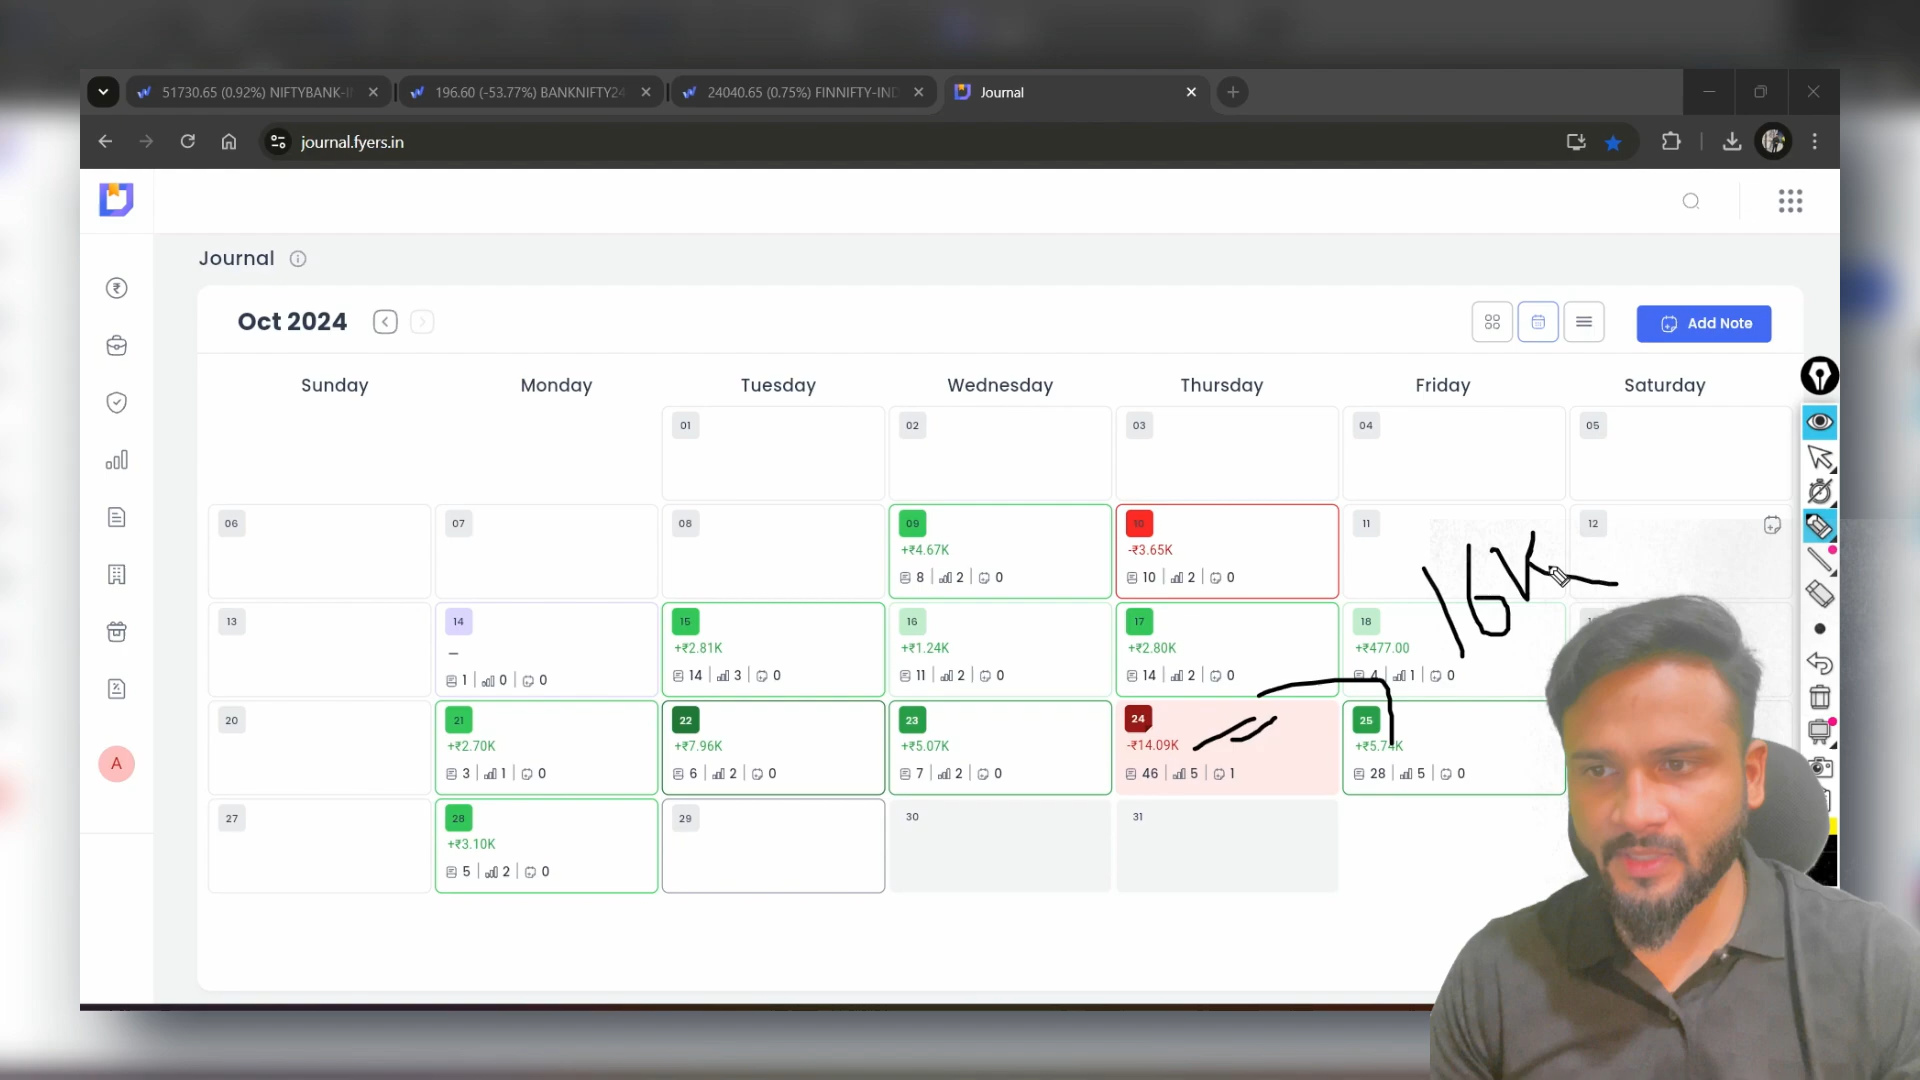 51730.65 (0.92%) NIFTYBANK-I
196.60 (-53.77%) BANKNIFTY24
24040.65 (0.75%) FINNIFTY-IND
Journal
journal.fyers.in
Journal
Oct 2024
Add Note
Sunday Monday Tuesday Wednesday Thursday Friday Saturday
01 02 03 04 05
06 07 08 09 10 11 12
+₹4.67K -₹3.65K
8 2 0 10 2 0
16K
13 14 15 16 17 18
— +₹2.81K +₹1.24K +₹2.80K +₹477.00
1 0 0 14 3 0 11 2 0 14 2 0 4 1 0
20 21 22 23 24 25
+₹2.70K +₹7.96K +₹5.07K -₹14.09K +₹5.74K
3 1 0 6 2 0 7 2 0 46 5 1 28 5 0
27 28 29 30 31
+₹3.10K
5 2 0
A